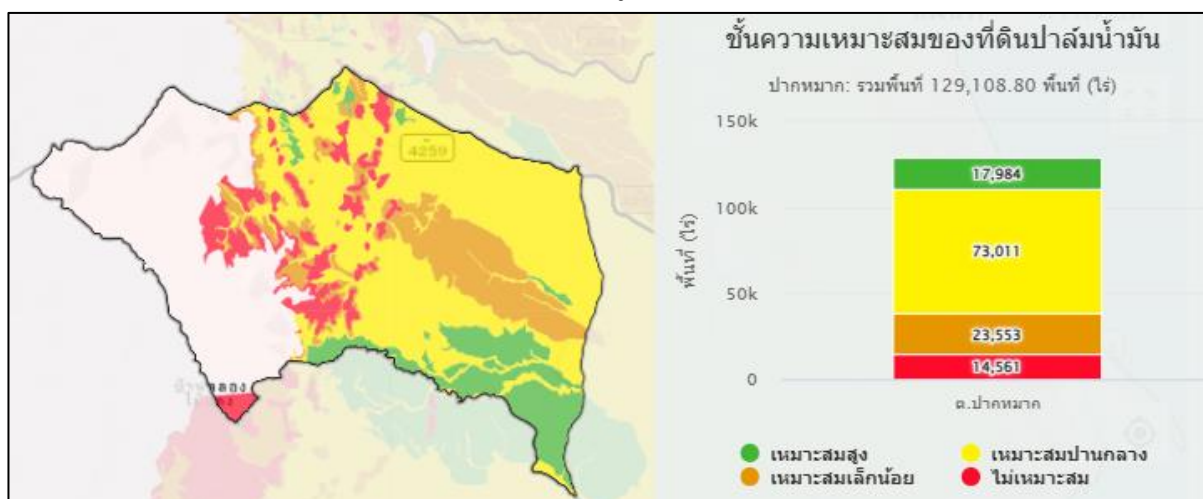 ชั้นความเหมาะสมของที่ดินปาล์มน้ำมัน
ปากหมาก: รวมพื้นที่ 129,108.80 พื้นที่ (ไร่)
4259
150k
100k
50k
0
พื้นที่ (ไร่)
17,984
73,011
23,553
14,561
ต.ปากหมาก
เหมาะสมสูง
เหมาะสมปานกลาง
เหมาะสมเล็กน้อย
ไม่เหมาะสม